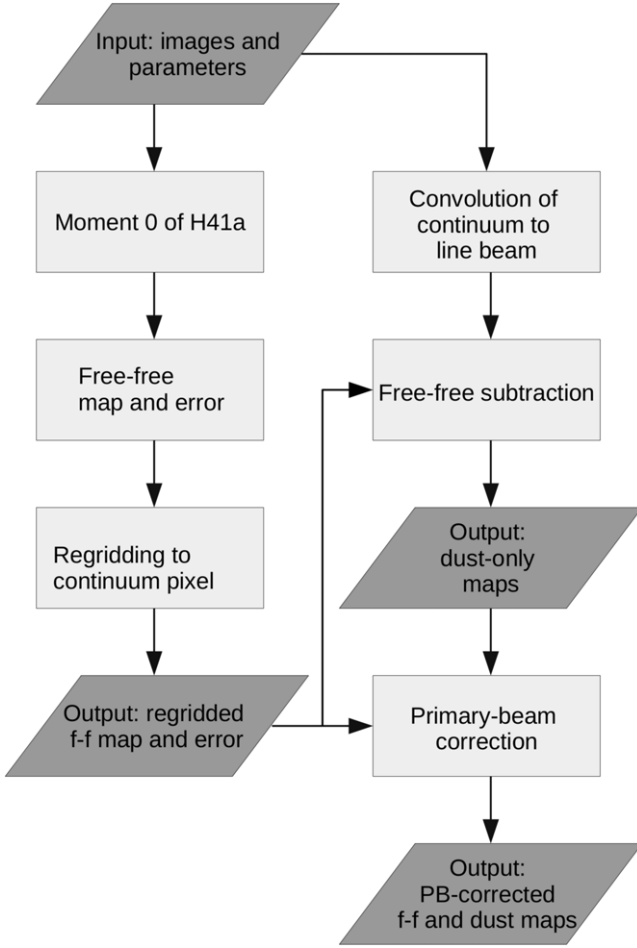 Input: images and
parameters
Moment 0 of H41a
Free-free
map and error
Regridding to
continuum pixel
Output: regridded
f-f map and error
Convolution of
continuum to
line beam
Free-free subtraction
Output:
dust-only
maps
Primary-beam
correction
Output:
PB-corrected
f-f and dust maps